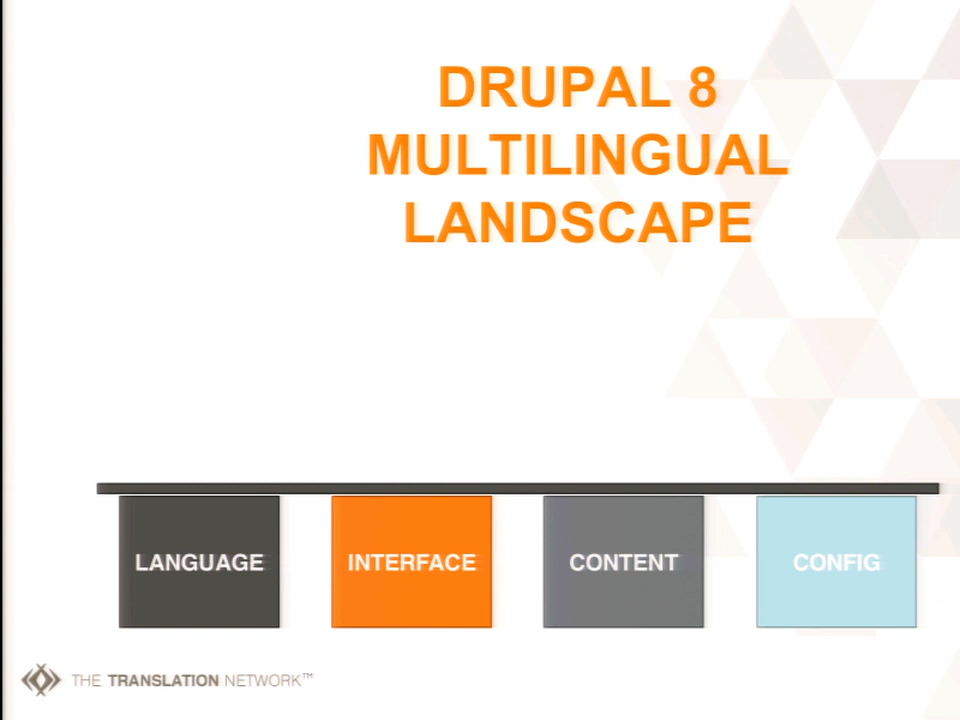 DRUPAL 8
MULTILINGUAL
LANDSCAPE
LANGUAGE
INTERFACE
CONTENT
CONFIG
THE TRANSLATION NETWORK™